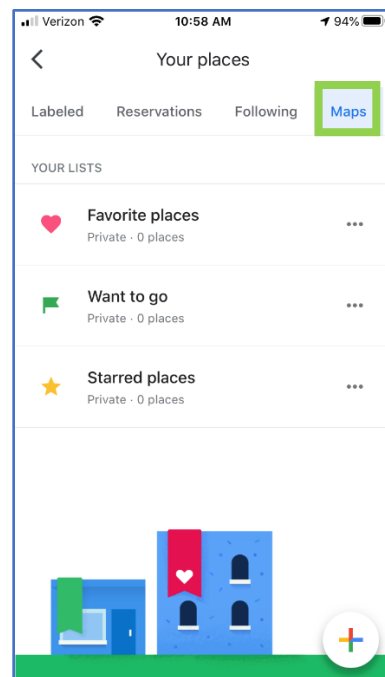 Verizon 10:58 AM 94%
Your places
Labeled Reservations Following Maps
YOUR LISTS
Favorite places
Private · 0 places
Want to go
Private · 0 places
Starred places
Private · 0 places